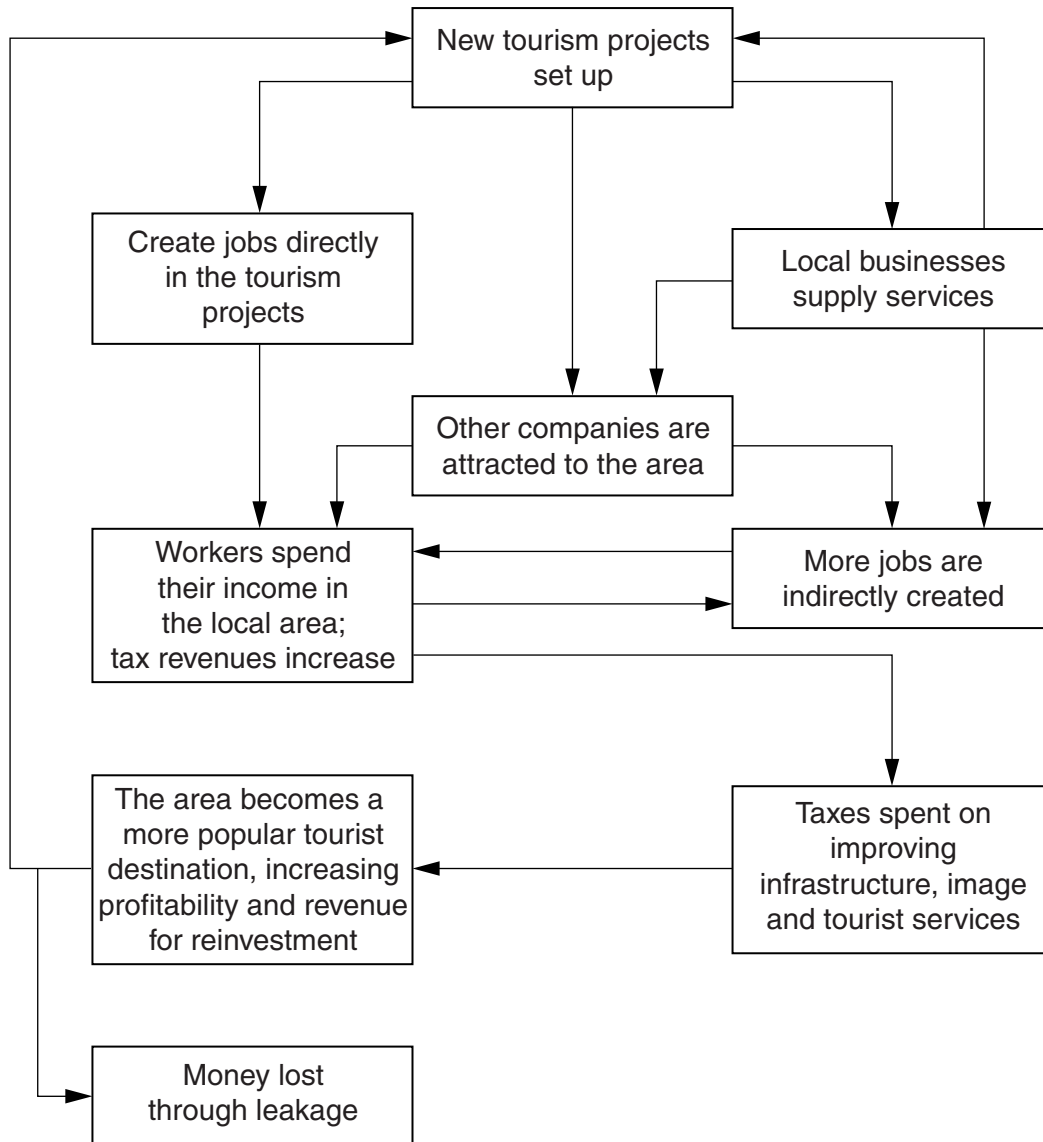 New tourism projects
set up
Create jobs directly
in the tourism
projects
Local businesses
supply services
Other companies are
attracted to the area
Workers spend
their income in
the local area;
tax revenues increase
More jobs are
indirectly created
The area becomes a
more popular tourist
destination, increasing
profitability and revenue
for reinvestment
Taxes spent on
improving
infrastructure, image
and tourist services
Money lost
through leakage